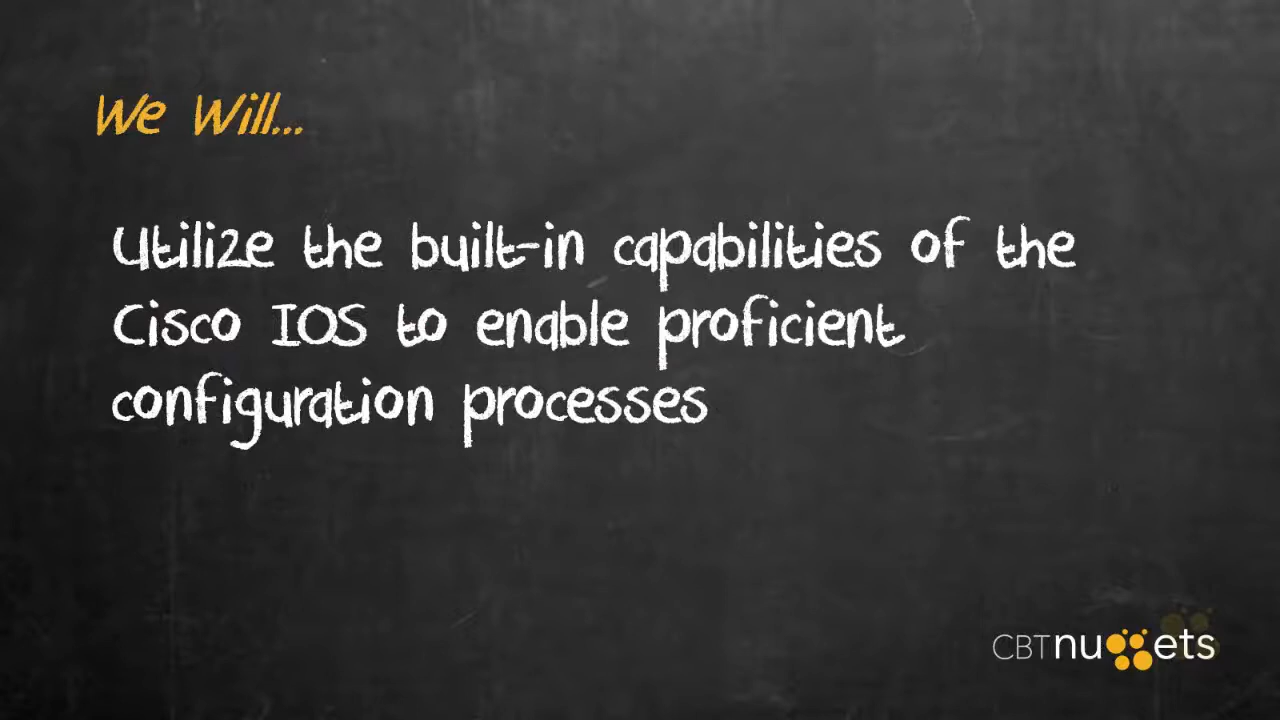 We Will...
Utilize the built-in capabilities of the
Cisco IOS to enable proficient
configuration processes
CBTnuggets